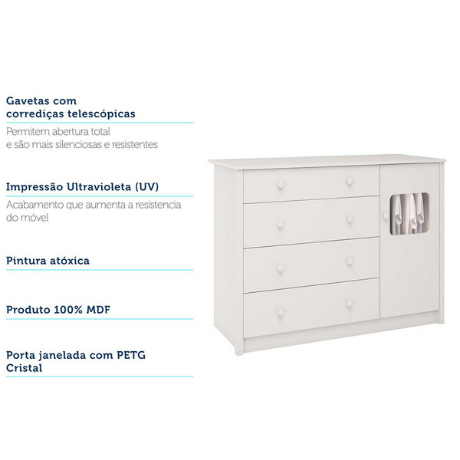 Gavetas com
corrediças telescópicas
Permitem abertura total
e são mais silenciosas e resistentes
Impressão Ultravioleta (UV)
Acabamento que aumenta a resistencia
do móvel
Pintura atóxica
Produto 100% MDF
Porta janelada com PETG
Cristal